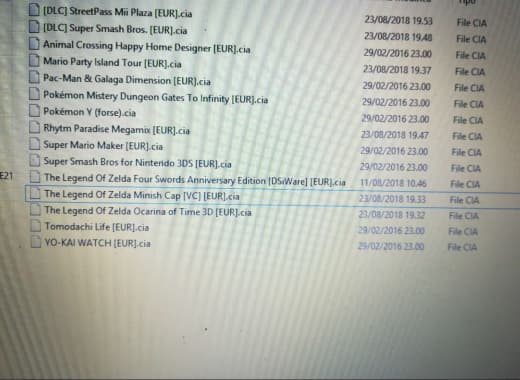 Tipo
[DLC] StreetPass Mii Plaza [EUR].cia 23/08/2018 19.53 File CIA
[DLC] Super Smash Bros. [EUR].cia 23/08/2018 19.48 File CIA
Animal Crossing Happy Home Designer [EUR].cia 29/02/2016 23.00 File CIA
Mario Party Island Tour [EUR].cia 23/08/2018 19.37 File CIA
Pac-Man & Galaga Dimension [EUR].cia 29/02/2016 23.00 File CIA
Pokémon Mistery Dungeon Gates To Infinity [EUR].cia 29/02/2016 23.00 File CIA
Pokémon Y (forse).cia 29/02/2016 23.00 File CIA
Rhytm Paradise Megamix [EUR].cia 23/08/2018 19.47 File CIA
Super Mario Maker [EUR].cia 29/02/2016 23.00 File CIA
Super Smash Bros for Nintendo 3DS [EUR].cia 29/02/2016 23.00 File CIA
E21 The Legend Of Zelda Four Swords Anniversary Edition [DSiWare] [EUR].cia 11/08/2018 10.46 File CIA
The Legend Of Zelda Minish Cap [VC] [EUR].cia 23/08/2018 19.33 File CIA
The Legend Of Zelda Ocarina of Time 3D [EUR].cia 23/08/2018 19.32 File CIA
Tomodachi Life [EUR].cia 29/02/2016 23.00 File CIA
YO-KAI WATCH [EUR].cia 29/02/2016 23.00 File CIA